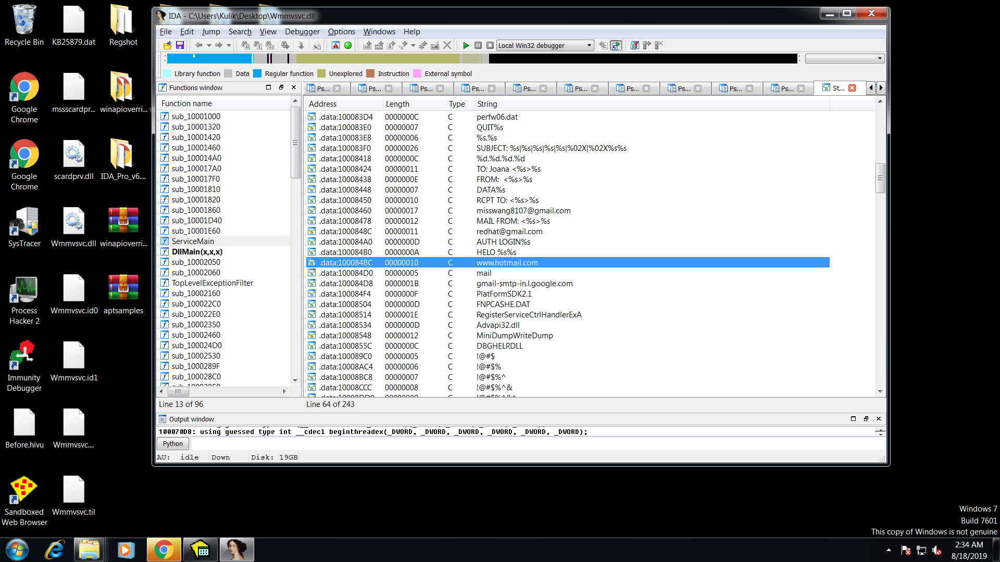 Recycle Bin
KB25879.dat
Regshot
Google Chrome
mssscardpr...
winapioverri...
Google Chrome
scardprv.dll
IDA_Pro_v6....
SysTracer
Wmmvsvc.dll
winapioverri...
Process Hacker 2
Wmmvsvc.id0
aptsamples
Immunity Debugger
Wmmvsvc.id1
Before.hivu
Wmmvsvc....
Sandboxed Web Browser
Wmmvsvc.til
IDA - C:\Users\Kulik\Desktop\Wmmvsvc.dll
File Edit Jump Search View Debugger Options Windows Help
Local Win32 debugger
Library function Data Regular function Unexplored Instruction External symbol
Functions window
Function name
sub_10001000
sub_10001320
sub_10001420
sub_10001460
sub_100014A0
sub_100017A0
sub_100017F0
sub_10001810
sub_10001820
sub_10001860
sub_10001D40
sub_10001E60
ServiceMain
DllMain(x,x,x)
sub_10002050
sub_10002060
TopLevelExceptionFilter
sub_10002160
sub_100022C0
sub_100022E0
sub_10002350
sub_10002460
sub_100024D0
sub_10002530
sub_1000289F
sub_100028C0
Line 13 of 96
Ps... Ps... Ps... Ps... Ps... Ps... Ps... Ps... Ps... Ps... St...
Address Length Type String
.data:100083D4 0000000C C perfw06.dat
.data:100083E0 00000007 C QUIT%s
.data:100083E8 00000006 C %s.%s
.data:100083F0 00000026 C SUBJECT: %s|%s|%s|%s|%s|%02X|%02X%s%s
.data:10008418 0000000C C %d.%d.%d.%d
.data:10008424 00000011 C TO: Joana <%s>%s
.data:10008438 0000000E C FROM:  <%s>%s
.data:10008448 00000007 C DATA%s
.data:10008450 00000010 C RCPT TO: <%s>%s
.data:10008460 00000017 C misswang8107@gmail.com
.data:10008478 00000012 C MAIL FROM: <%s>%s
.data:1000848C 00000011 C redhat@gmail.com
.data:100084A0 0000000D C AUTH LOGIN%s
.data:100084B0 0000000A C HELO %s%s
.data:100084BC 00000010 C www.hotmail.com
.data:100084D0 00000005 C mail
.data:100084D8 0000001B C gmail-smtp-in.l.google.com
.data:100084F4 0000000F C PlatFormSDK2.1
.data:10008504 0000000D C FNPCASHE.DAT
.data:10008514 0000001E C RegisterServiceCtrlHandlerExA
.data:10008534 0000000D C Advapi32.dll
.data:10008548 00000012 C MiniDumpWriteDump
.data:1000855C 0000000C C DBGHELP.DLL
.data:100089C0 00000005 C !@#$
.data:10008AC4 00000006 C !@#$%
.data:10008BC8 00000007 C !@#$%^
.data:10008CCC 00000008 C !@#$%^&
Line 64 of 243
Output window
100070D8: using guessed type int __cdecl beginthreadex(_DWORD, _DWORD, _DWORD, _DWORD, _DWORD, _DWORD);
Python
AU: idle Down Disk: 19GB
Windows 7
Build 7601
This copy of Windows is not genuine
2:34 AM
8/18/2019